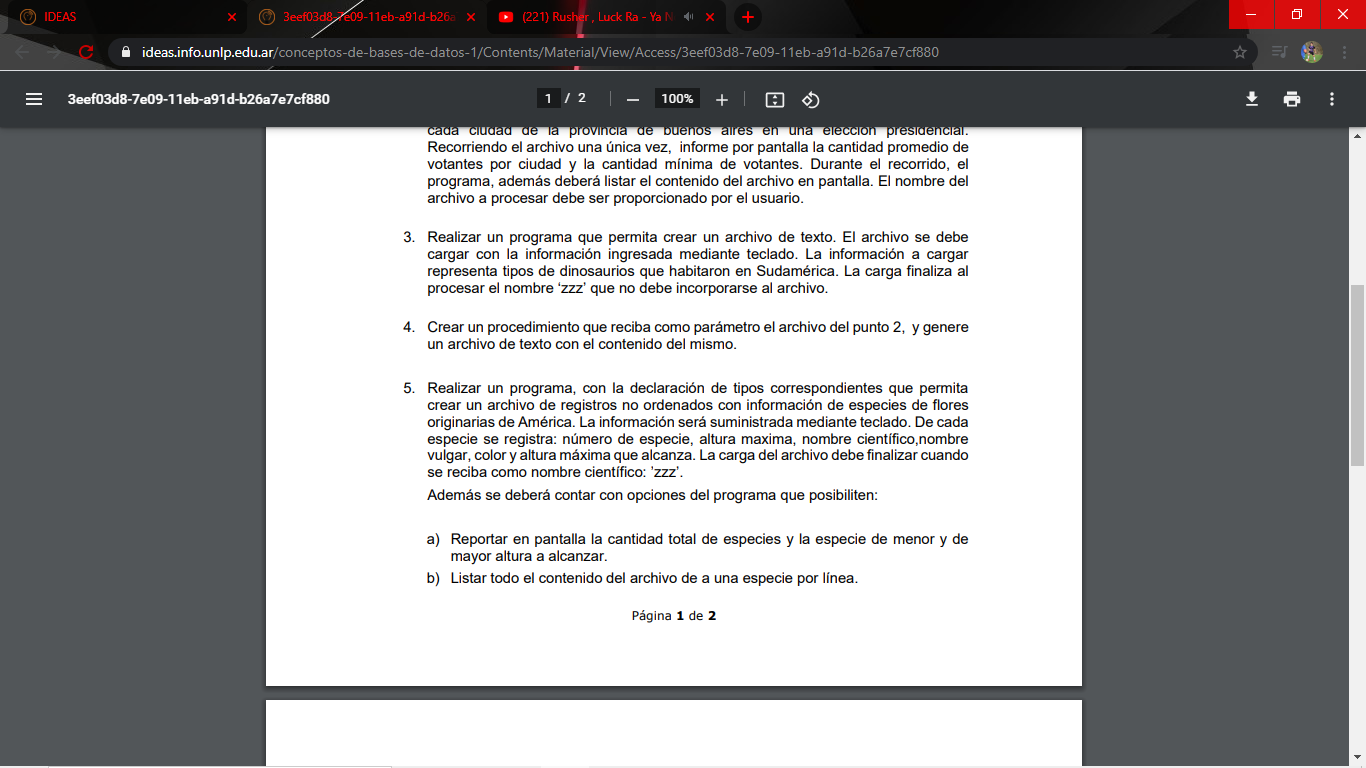 IDEAS
3eef03d8-7e09-11eb-a91d-b26a
(221) Rusher , Luck Ra - Ya N
ideas.info.unlp.edu.ar/conceptos-de-bases-de-datos-1/Contents/Material/View/Access/3eef03d8-7e09-11eb-a91d-b26a7e7cf880
3eef03d8-7e09-11eb-a91d-b26a7e7cf880
1 / 2
100%
cada ciudad de la provincia de buenos aires en una elección presidencial.
Recorriendo el archivo una única vez, informe por pantalla la cantidad promedio de
votantes por ciudad y la cantidad mínima de votantes. Durante el recorrido, el
programa, además deberá listar el contenido del archivo en pantalla. El nombre del
archivo a procesar debe ser proporcionado por el usuario.
3. Realizar un programa que permita crear un archivo de texto. El archivo se debe
cargar con la información ingresada mediante teclado. La información a cargar
representa tipos de dinosaurios que habitaron en Sudamérica. La carga finaliza al
procesar el nombre ‘zzz’ que no debe incorporarse al archivo.
4. Crear un procedimiento que reciba como parámetro el archivo del punto 2, y genere
un archivo de texto con el contenido del mismo.
5. Realizar un programa, con la declaración de tipos correspondientes que permita
crear un archivo de registros no ordenados con información de especies de flores
originarias de América. La información será suministrada mediante teclado. De cada
especie se registra: número de especie, altura maxima, nombre científico,nombre
vulgar, color y altura máxima que alcanza. La carga del archivo debe finalizar cuando
se reciba como nombre científico: ’zzz’.
Además se deberá contar con opciones del programa que posibiliten:
a) Reportar en pantalla la cantidad total de especies y la especie de menor y de
mayor altura a alcanzar.
b) Listar todo el contenido del archivo de a una especie por línea.
Página 1 de 2